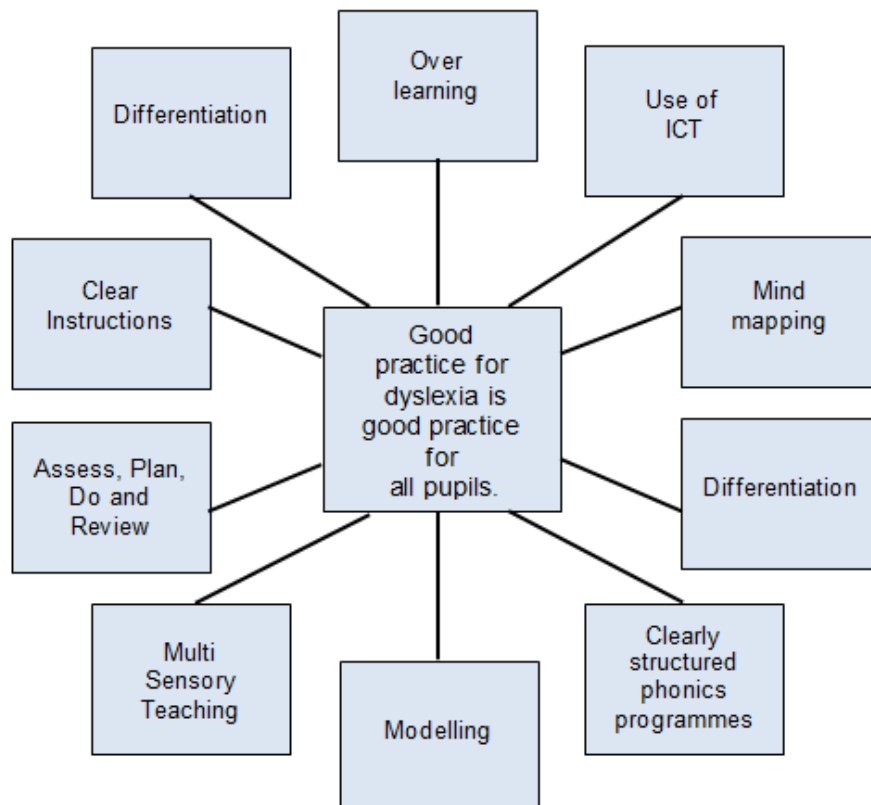 Over
learning
Differentiation
Use of
ICT
Clear
Instructions
Mind
mapping
Good
practice for
dyslexia is
good practice
for
all pupils.
Assess, Plan,
Do and
Review
Differentiation
Multi
Sensory
Teaching
Modelling
Clearly
structured
phonics
programmes